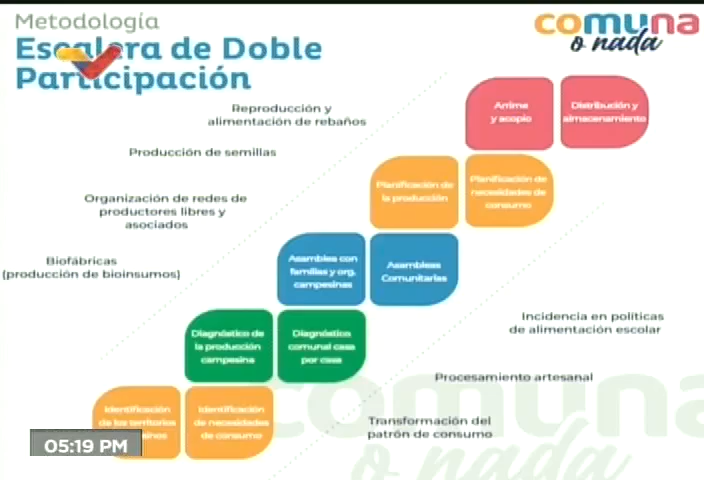 Metodología
Escalera de Doble
Participación
comuna
o nada
Reproducción y
alimentación de rebaños
Arrime
y acopio
Distribución y
almacenamiento
Producción de semillas
Planificación de
la producción
Planificación de
necesidades de
consumo
Organización de redes de
productores libres y
asociados
Biofábricas
(producción de bioinsumos)
Asamblea con
familias y org.
campesinas
Asambleas
Comunitarias
Diagnóstico de
la producción
campesina
Diagnóstico
comunal casa
por casa
Incidencia en políticas
de alimentación escolar
Procesamiento artesanal
Identificación
de los territorios
Identificación
de necesidades
de consumo
Transformación del
patrón de consumo
05:19 PM
comuna
o nada